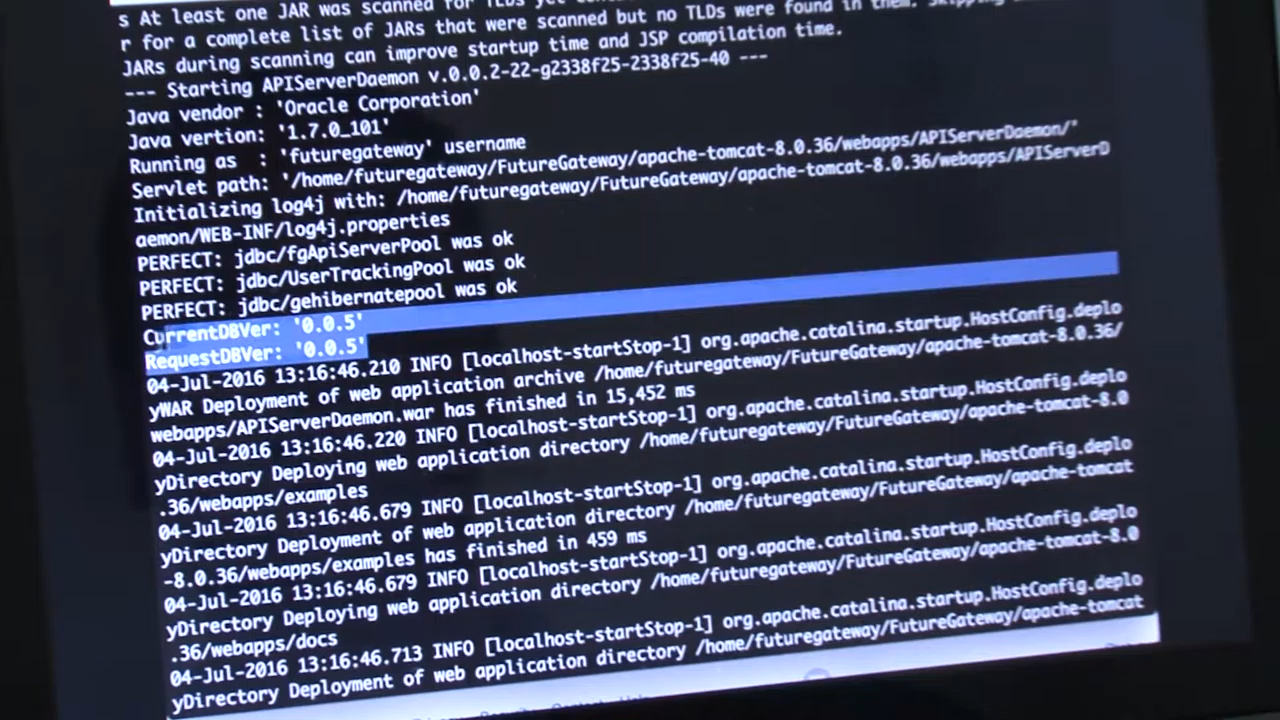 s At least one JAR was scanned for TLDs yet
r for a complete list of JARs that were scanned but no TLDs were found in them. Skipping
JARs during scanning can improve startup time and JSP compilation time.
--- Starting APIServerDaemon v.0.0.2-22-g2338f25-2338f25-40 ---
Java vendor : 'Oracle Corporation'
Java vertion: '1.7.0_101'
Running as  : 'futuregateway' username
Servlet path: '/home/futuregateway/FutureGateway/apache-tomcat-8.0.36/webapps/APIServerDaemon/'
Initializing log4j with: /home/futuregateway/FutureGateway/apache-tomcat-8.0.36/webapps/APIServerD
aemon/WEB-INF/log4j.properties
PERFECT: jdbc/fgApiServerPool was ok
PERFECT: jdbc/UserTrackingPool was ok
PERFECT: jdbc/gehibernatepool was ok
CurrentDBVer: '0.0.5'
RequestDBVer: '0.0.5'
04-Jul-2016 13:16:46.210 INFO [localhost-startStop-1] org.apache.catalina.startup.HostConfig.deplo
yWAR Deployment of web application archive /home/futuregateway/FutureGateway/apache-tomcat-8.0.36/
webapps/APIServerDaemon.war has finished in 15,452 ms
04-Jul-2016 13:16:46.220 INFO [localhost-startStop-1] org.apache.catalina.startup.HostConfig.deplo
yDirectory Deploying web application directory /home/futuregateway/FutureGateway/apache-tomcat-8.0
.36/webapps/examples
04-Jul-2016 13:16:46.679 INFO [localhost-startStop-1] org.apache.catalina.startup.HostConfig.deplo
yDirectory Deployment of web application directory /home/futuregateway/FutureGateway/apache-tomcat
-8.0.36/webapps/examples has finished in 459 ms
04-Jul-2016 13:16:46.679 INFO [localhost-startStop-1] org.apache.catalina.startup.HostConfig.deplo
yDirectory Deploying web application directory /home/futuregateway/FutureGateway/apache-tomcat-8.0
.36/webapps/docs
04-Jul-2016 13:16:46.713 INFO [localhost-startStop-1] org.apache.catalina.startup.HostConfig.deplo
yDirectory Deployment of web application directory /home/futuregateway/FutureGateway/apache-tomcat